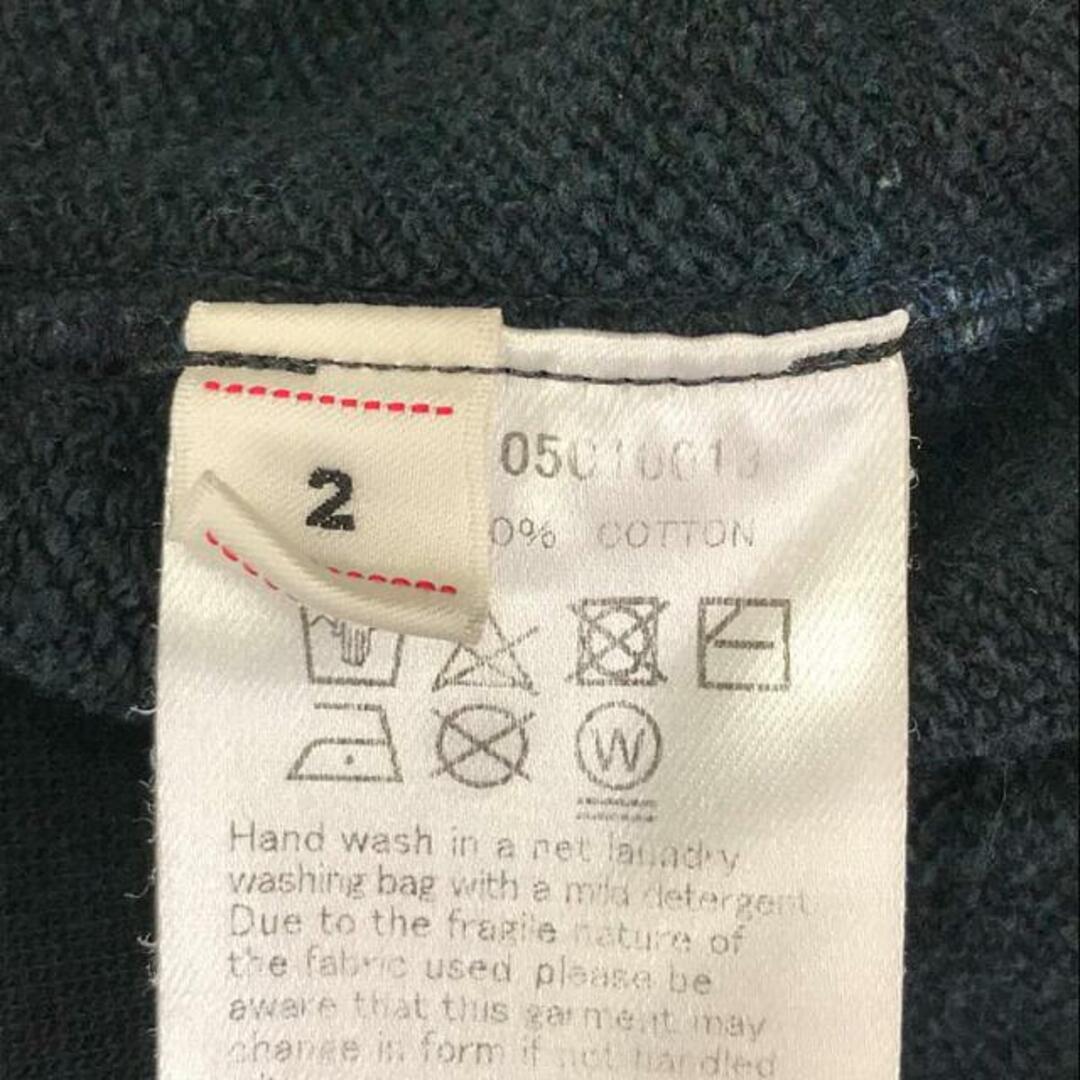 2
0% COTTON
W
Hand wash in a net laundry
washing bag with a mild detergent.
Due to the fragile nature of
the fabric used please be
aware that this garment may
change in form if not handled